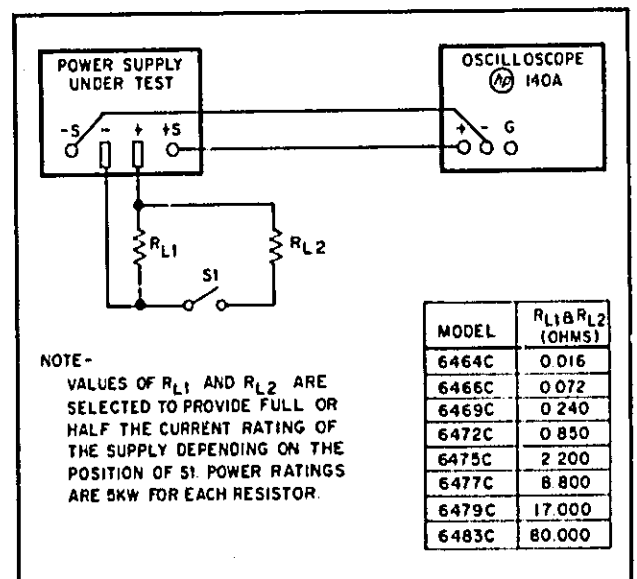 POWER SUPPLY
UNDER TEST
-S - + +S
OSCILLOSCOPE
hp 140A
+ - G
RL1
RL2
S1
NOTE-
VALUES OF RL1 AND RL2 ARE
SELECTED TO PROVIDE FULL OR
HALF THE CURRENT RATING OF
THE SUPPLY DEPENDING ON THE
POSITION OF S1. POWER RATINGS
ARE 5KW FOR EACH RESISTOR.
MODEL RL1&RL2
(OHMS)
6464C 0.016
6466C 0.072
6469C 0 240
6472C 0 850
6475C 2 200
6477C 8.800
6479C 17.000
6483C 80.000